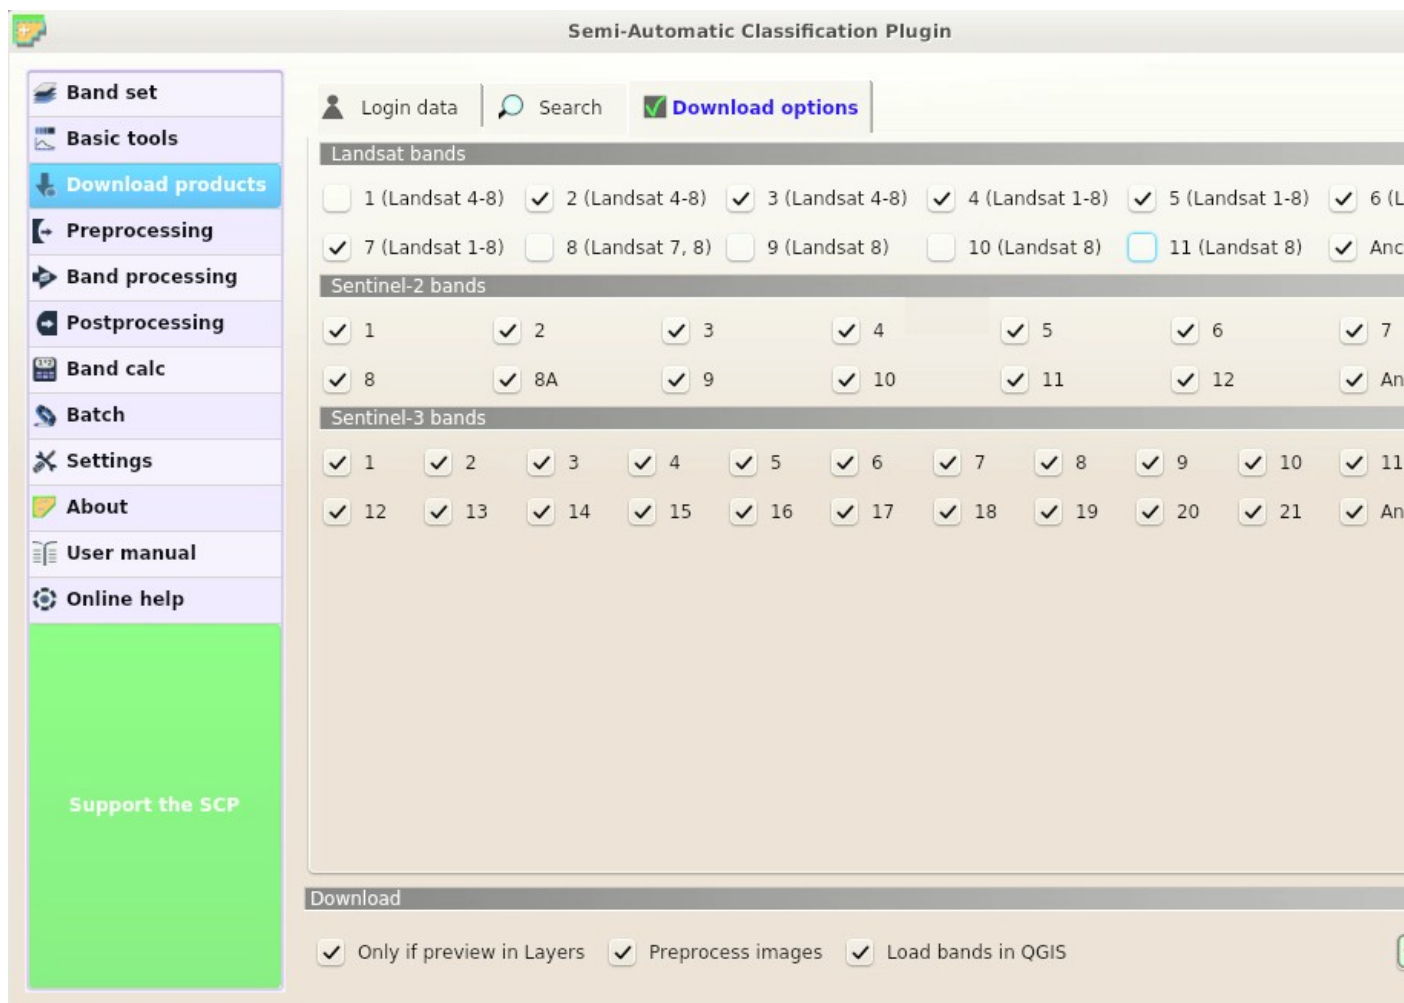 Semi-Automatic Classification Plugin
Band set
Basic tools
Download products
Preprocessing
Band processing
Postprocessing
Band calc
Batch
Settings
About
User manual
Online help
Support the SCP
Login data Search Download options
Landsat bands
1 (Landsat 4-8) 2 (Landsat 4-8) 3 (Landsat 4-8) 4 (Landsat 1-8) 5 (Landsat 1-8) 6 (L
7 (Landsat 1-8) 8 (Landsat 7, 8) 9 (Landsat 8) 10 (Landsat 8) 11 (Landsat 8) Anc
Sentinel-2 bands
1 2 3 4 5 6 7
8 8A 9 10 11 12 An
Sentinel-3 bands
1 2 3 4 5 6 7 8 9 10 11
12 13 14 15 16 17 18 19 20 21 An
Download
Only if preview in Layers Preprocess images Load bands in QGIS